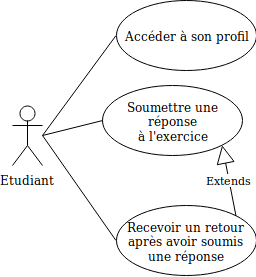 Accéder à son profil
Soumettre une
réponse
à l'exercice
Etudiant
Extends
Recevoir un retour
après avoir soumis
une réponse